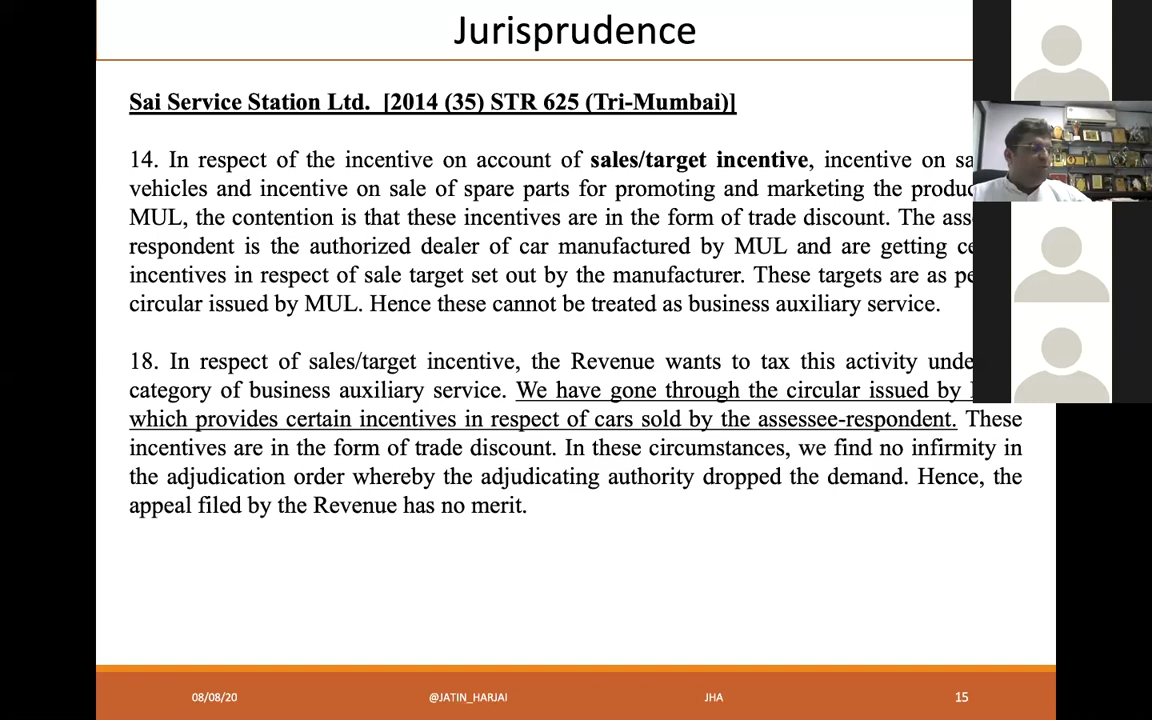 Jurisprudence
Sai Service Station Ltd. [2014 (35) STR 625 (Tri-Mumbai)]
14. In respect of the incentive on account of sales/target incentive, incentive on
vehicles and incentive on sale of spare parts for promoting and marketing the
MUL, the contention is that these incentives are in the form of trade discount. The
respondent is the authorized dealer of car manufactured by MUL and are getting
incentives in respect of sale target set out by the manufacturer. These targets are as
circular issued by MUL. Hence these cannot be treated as business auxiliary service.
18. In respect of sales/target incentive, the Revenue wants to tax this activity
category of business auxiliary service. We have gone through the circular issued by
which provides certain incentives in respect of cars sold by the assessee-respondent. These
incentives are in the form of trade discount. In these circumstances, we find no infirmity in
the adjudication order whereby the adjudicating authority dropped the demand. Hence, the
appeal filed by the Revenue has no merit.
08/08/20 @JATIN_HARJAI JHA 15